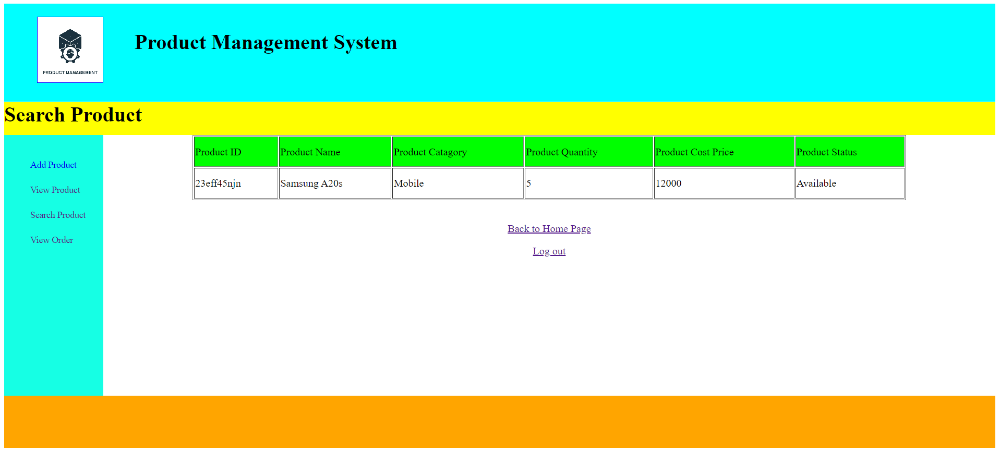 PRODUCT MANAGEMENT
Product Management System
Search Product
Add Product
View Product
Search Product
View Order
Product ID Product Name Product Catagory Product Quantity Product Cost Price Product Status
23eff45njn Samsung A20s Mobile 5 12000 Available
Back to Home Page
Log out